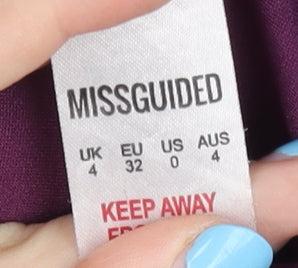 MISSGUIDED
UK EU US AUS
4 32 0 4
KEEP AWAY